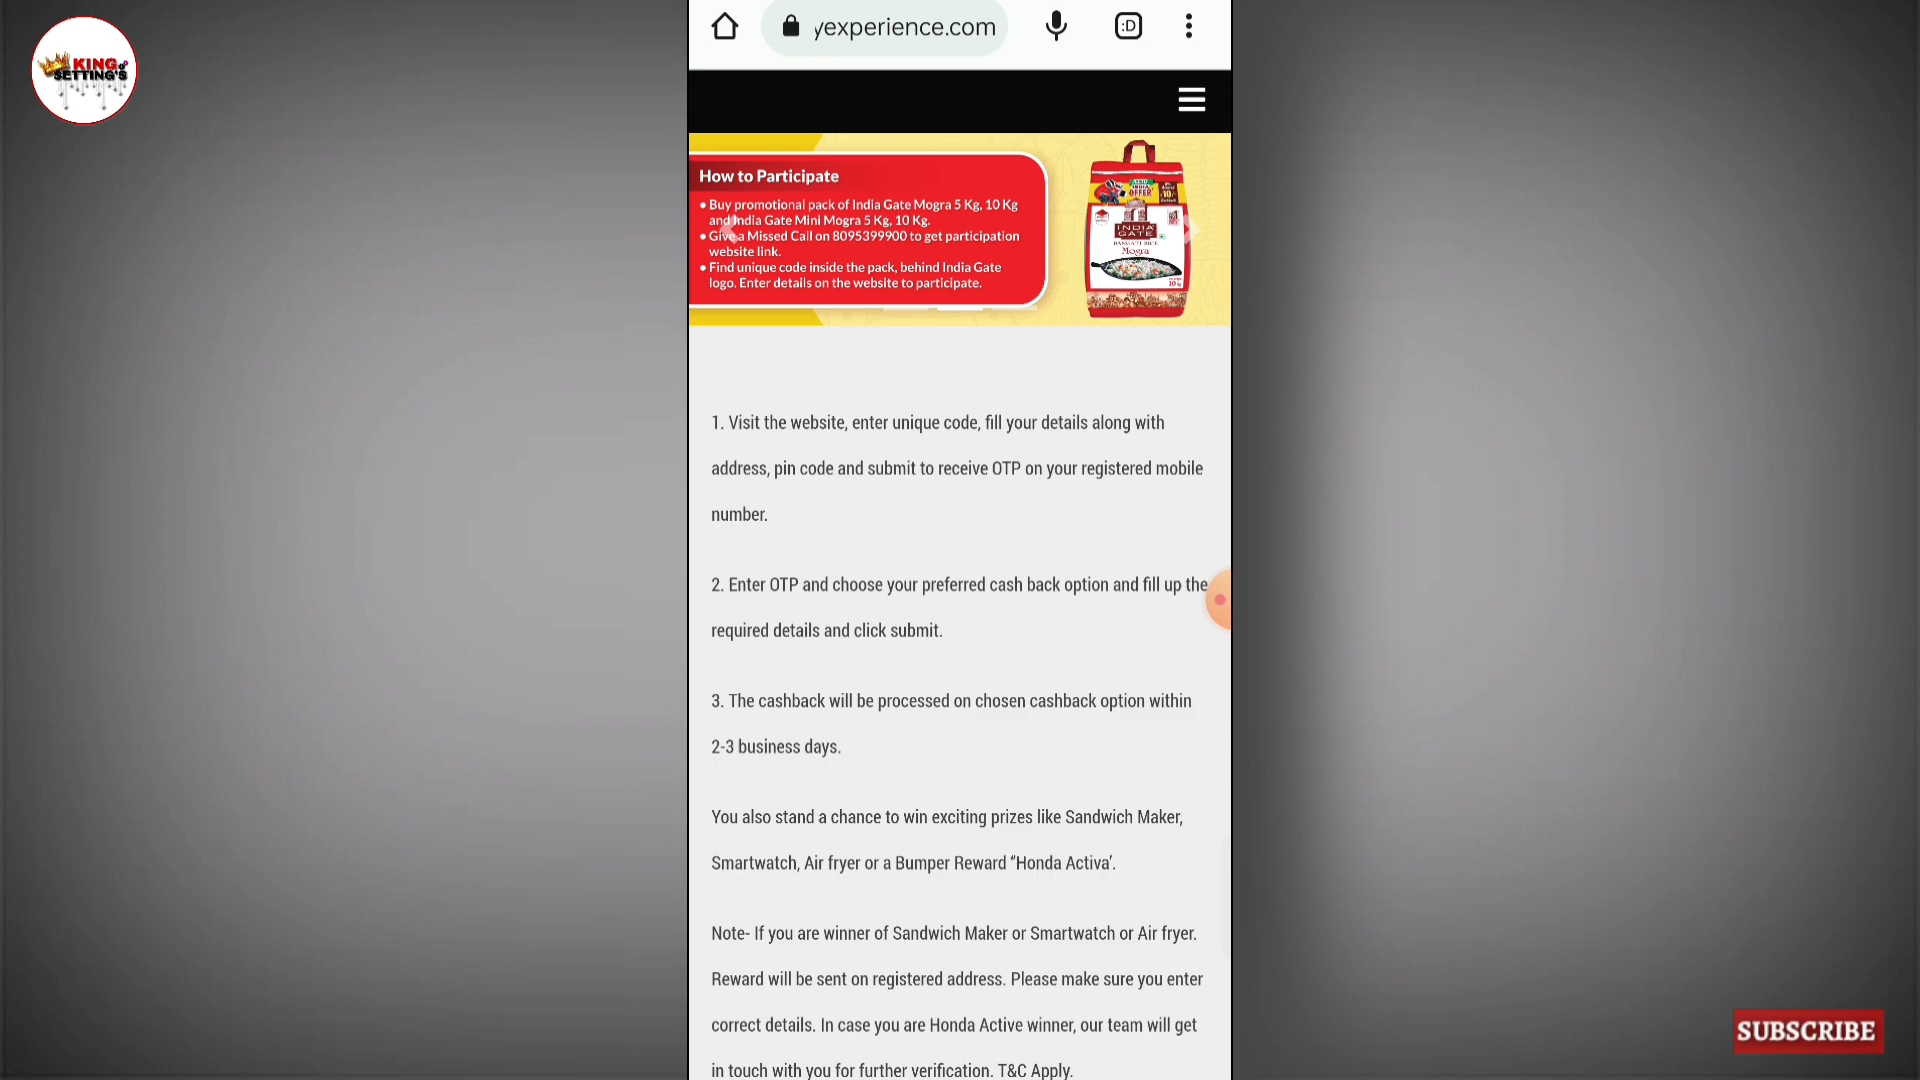 KING
SETTING'S
yexperience.com
:D
How to Participate
• Buy promotional pack of India Gate Mogra 5 Kg, 10 Kg
and India Gate Mini Mogra 5 Kg, 10 Kg.
• Give a Missed Call on 8095399900 to get participation
website link.
• Find unique code inside the pack, behind India Gate
logo. Enter details on the website to participate.
OFFER
INDIA
GATE
BASMATI RICE
Mogra
1. Visit the website, enter unique code, fill your details along with
address, pin code and submit to receive OTP on your registered mobile
number.
2. Enter OTP and choose your preferred cash back option and fill up the
required details and click submit.
3. The cashback will be processed on chosen cashback option within
2-3 business days.
You also stand a chance to win exciting prizes like Sandwich Maker,
Smartwatch, Air fryer or a Bumper Reward “Honda Activa’.
Note- If you are winner of Sandwich Maker or Smartwatch or Air fryer.
Reward will be sent on registered address. Please make sure you enter
correct details. In case you are Honda Active winner, our team will get
in touch with you for further verification. T&C Apply.
SUBSCRIBE